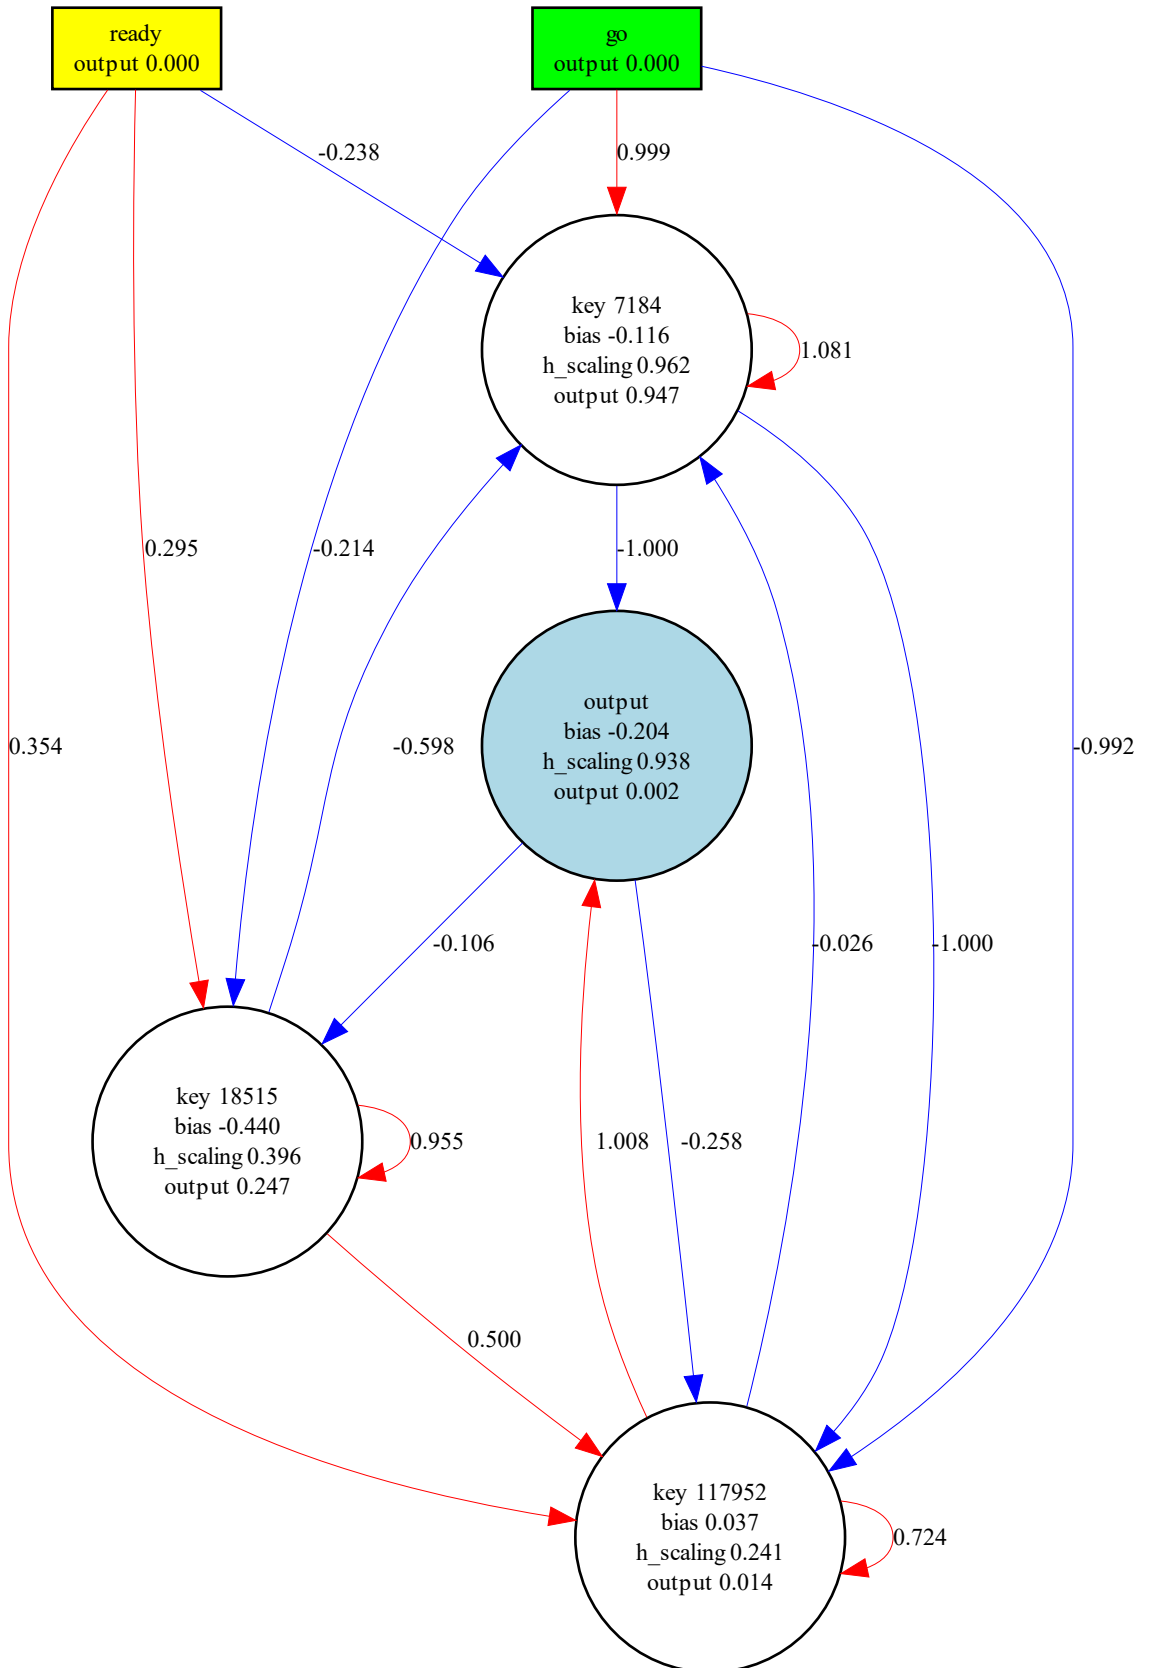 ready
output 0.000
go
output 0.000
-0.238
0.999
key 7184
bias -0.116
h_scaling 0.962
output 0.947
1.081
0.295
-0.214
-1.000
output
bias -0.204
h_scaling 0.938
output 0.002
0.354
-0.598
-0.992
-0.106
-0.026
-1.000
key 18515
bias -0.440
h_scaling 0.396
output 0.247
0.955
1.008
-0.258
0.500
key 117952
bias 0.037
h_scaling 0.241
output 0.014
0.724